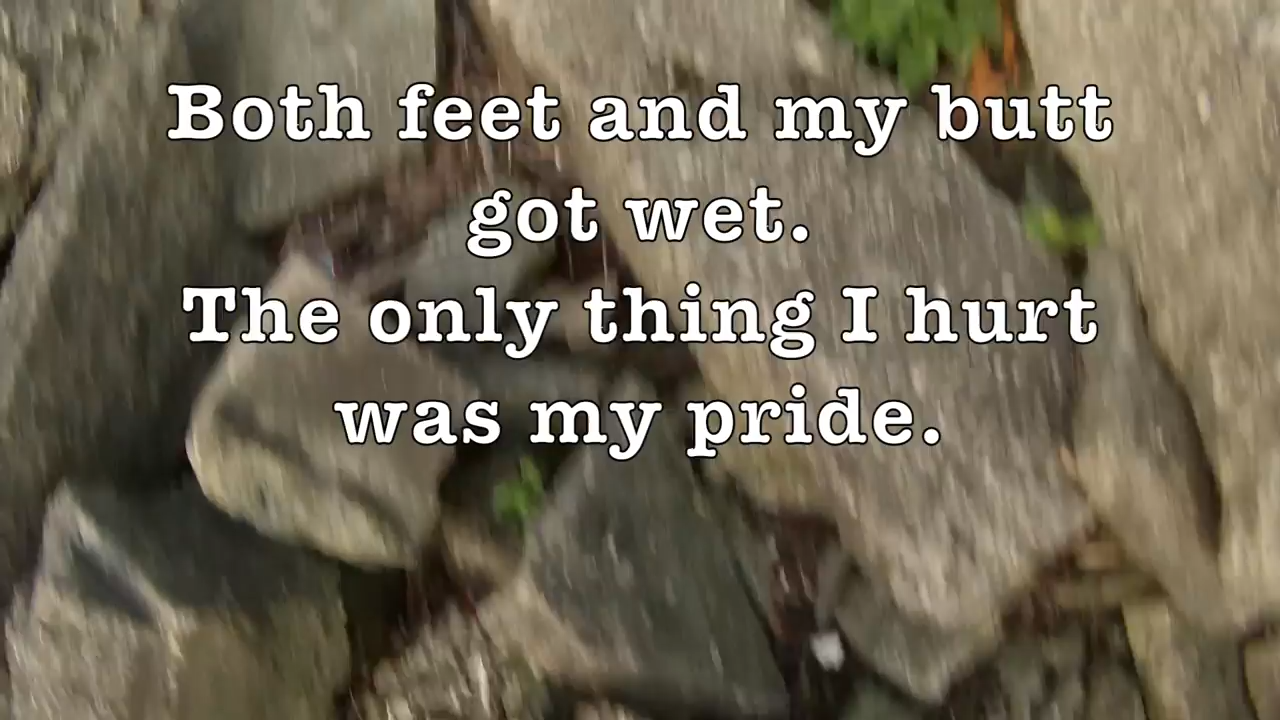 Both feet and my butt
got wet.
The only thing I hurt
was my pride.